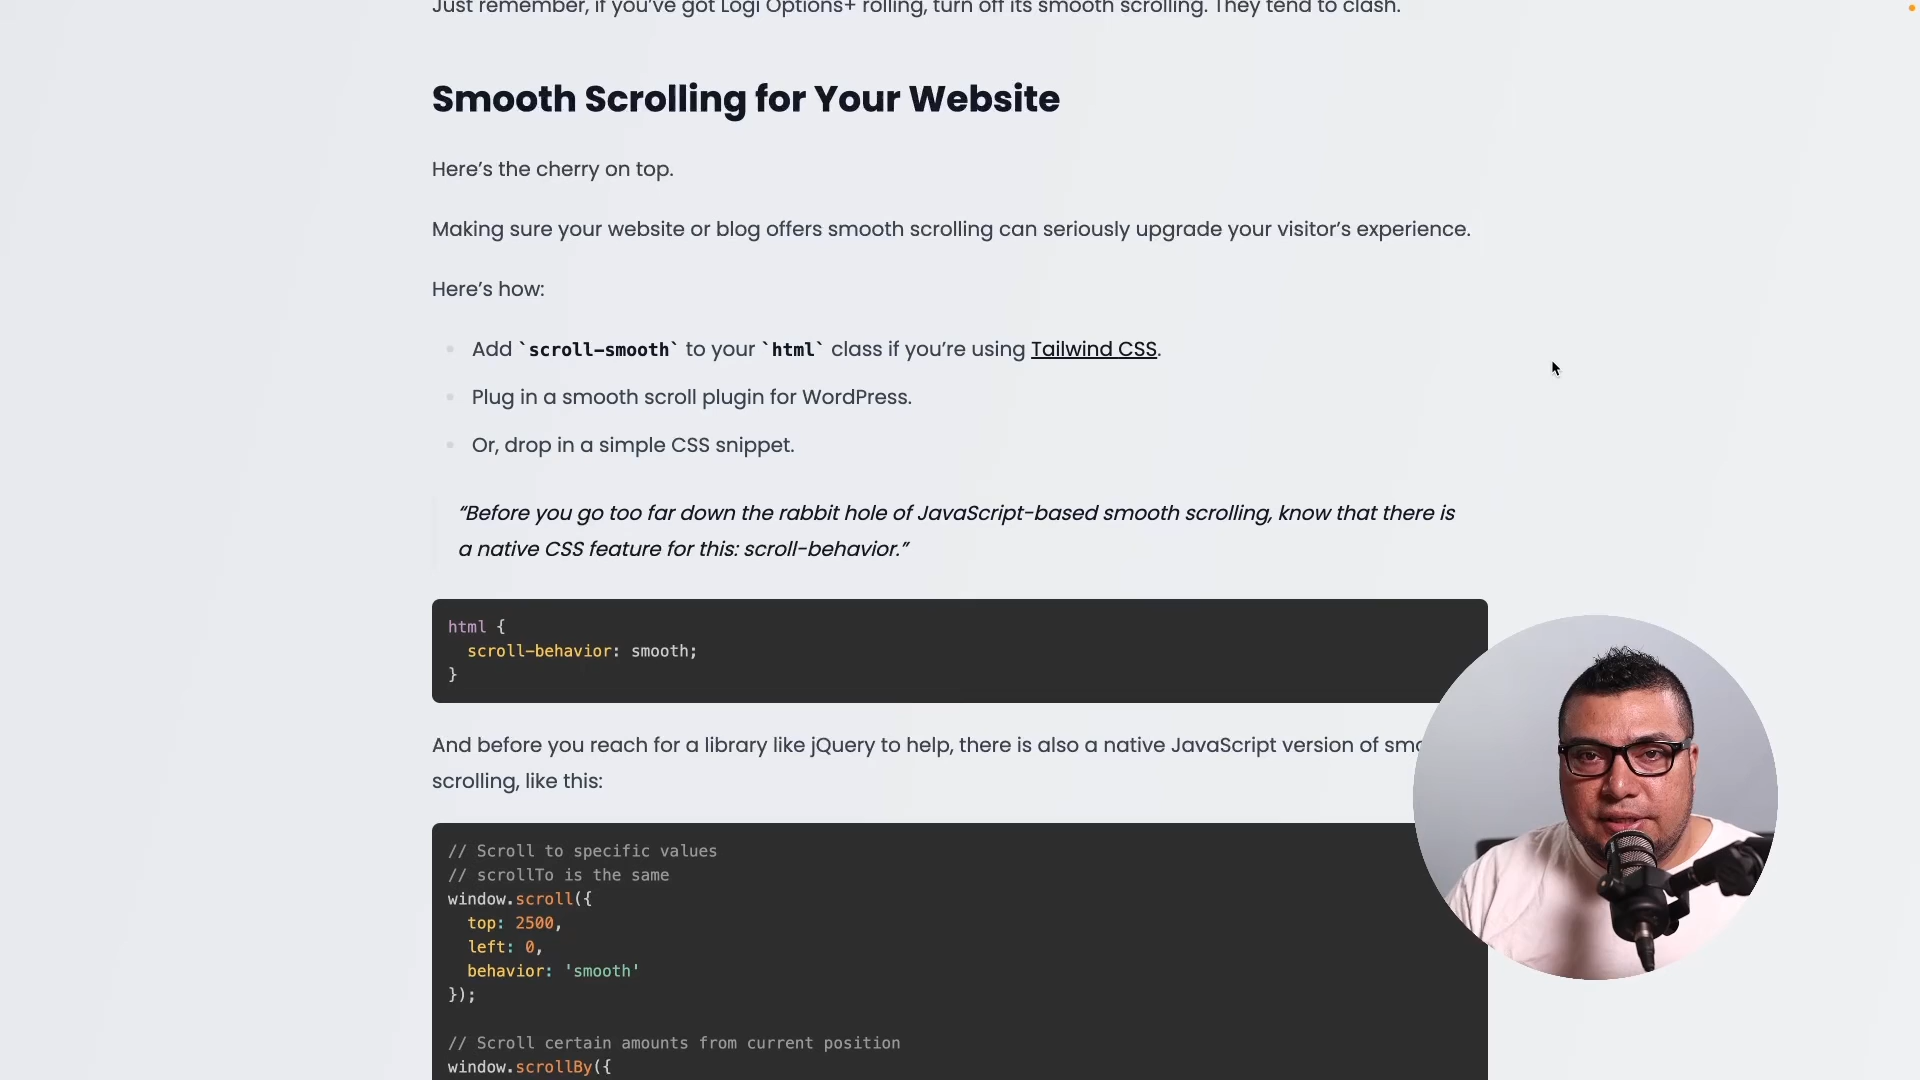 Just remember, if you’ve got Logi Options+ rolling, turn off its smooth scrolling. They tend to clash.
Smooth Scrolling for Your Website
Here’s the cherry on top.
Making sure your website or blog offers smooth scrolling can seriously upgrade your visitor’s experience.
Here’s how:
Add `scroll-smooth` to your `html` class if you’re using Tailwind CSS.
Plug in a smooth scroll plugin for WordPress.
Or, drop in a simple CSS snippet.
“Before you go too far down the rabbit hole of JavaScript-based smooth scrolling, know that there is
a native CSS feature for this: scroll-behavior.”
html {
  scroll-behavior: smooth;
}
And before you reach for a library like jQuery to help, there is also a native JavaScript version of
scrolling, like this:
// Scroll to specific values
// scrollTo is the same
window.scroll({
  top: 2500,
  left: 0,
  behavior: 'smooth'
});
// Scroll certain amounts from current position
window.scrollBy({